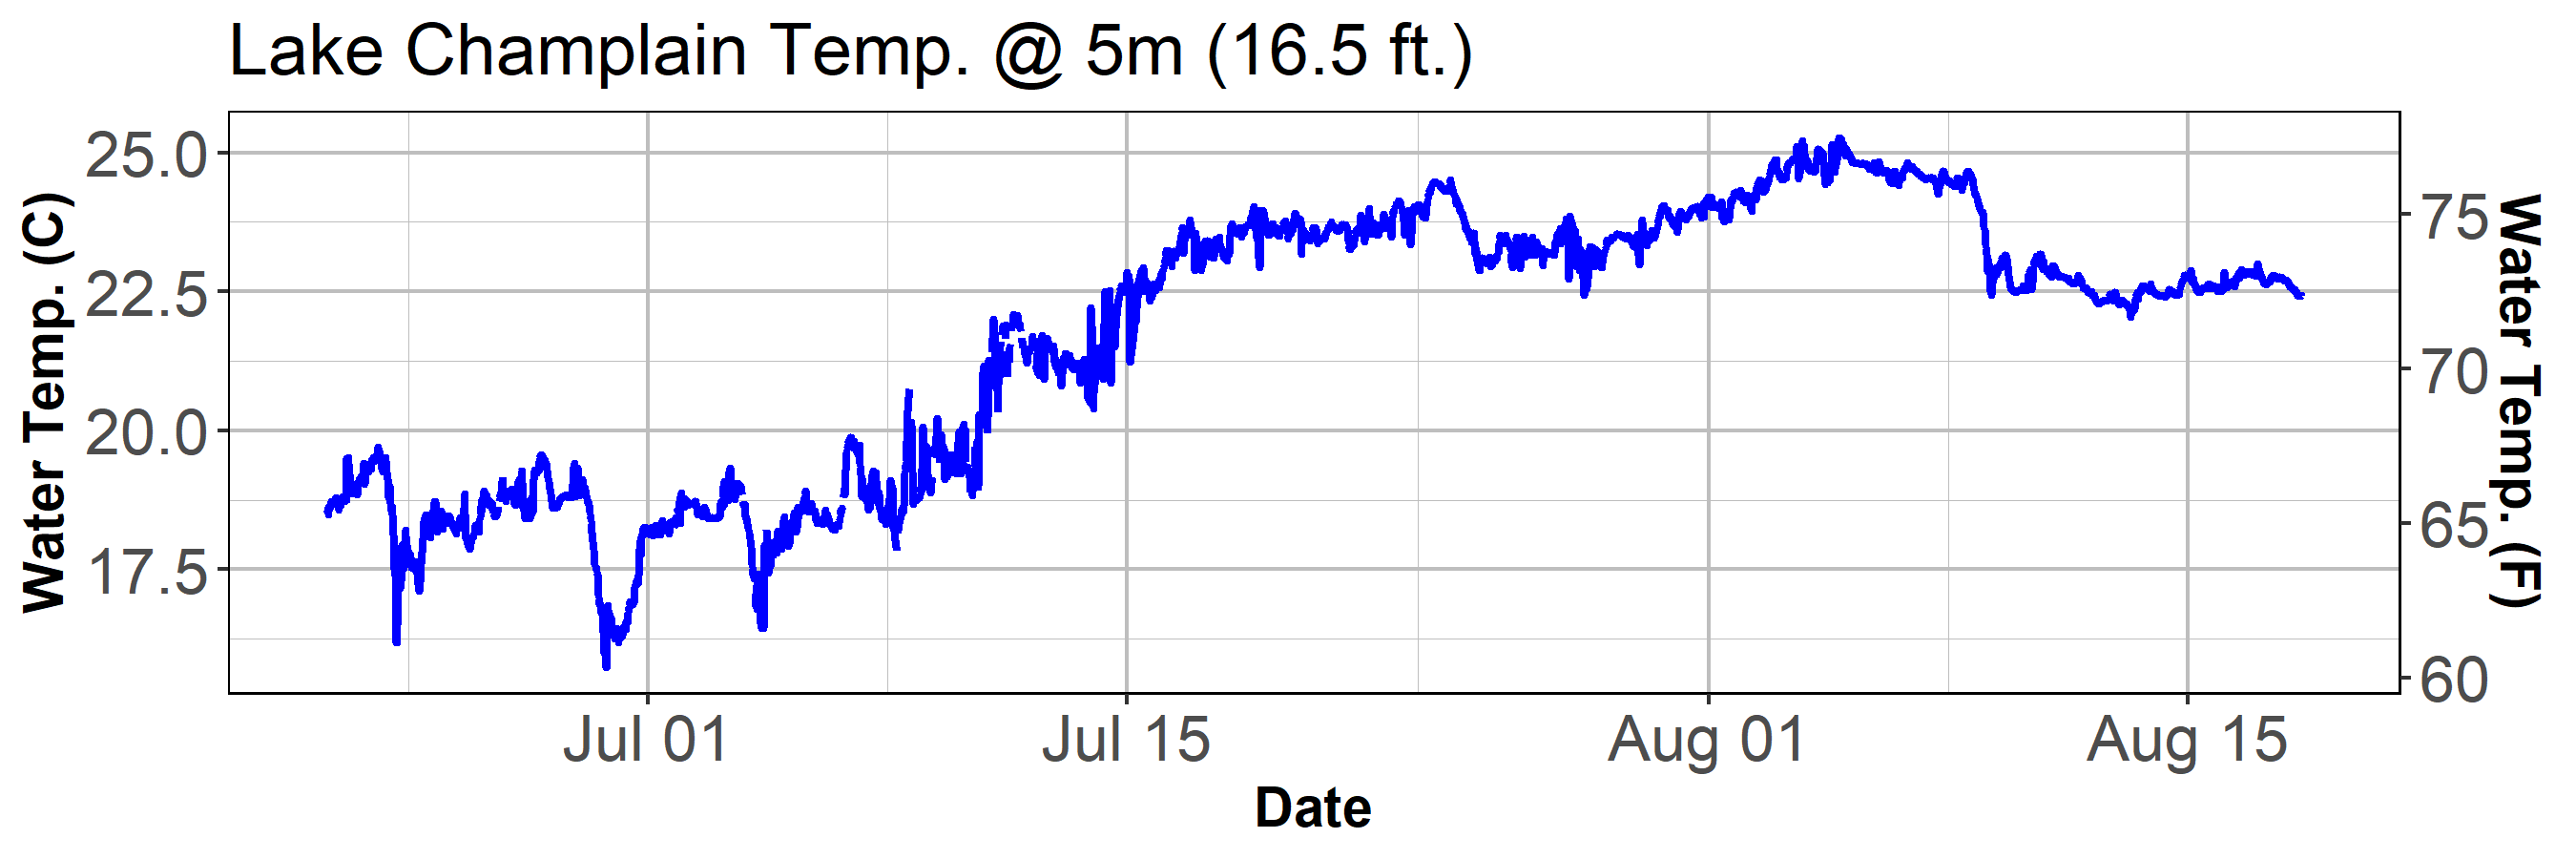 Lake Champlain Temp. @ 5m (16.5 ft.)
Water Temp. (C)
25.0
22.5
20.0
17.5
75
70
65
60
Water Temp. (F)
Jul 01
Jul 15
Aug 01
Aug 15
Date